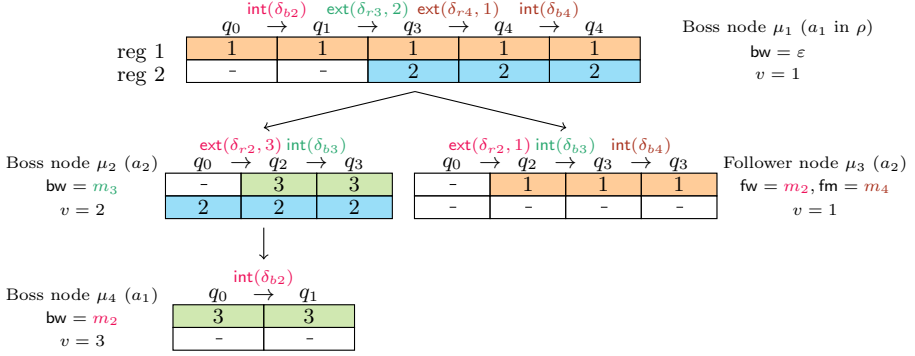 int(δ_{b2}) ext(δ_{r3}, 2) ext(δ_{r4}, 1) int(δ_{b4})
q_0 → q_1 → q_3 → q_4 → q_4
reg 1 1 1 1 1 1
reg 2 - - 2 2 2
Boss node μ_1 (a_1 in ρ)
bw = ε
v = 1
Boss node μ_2 (a_2)
bw = m_3
v = 2
ext(δ_{r2}, 3) int(δ_{b3})
q_0 → q_2 → q_3
- 3 3
2 2 2
ext(δ_{r2}, 1) int(δ_{b3}) int(δ_{b4})
q_0 → q_2 → q_3 → q_3
- 1 1 1
- - - -
Follower node μ_3 (a_2)
fw = m_2, fm = m_4
v = 1
Boss node μ_4 (a_1)
bw = m_2
v = 3
int(δ_{b2})
q_0 → q_1
3 3
- -